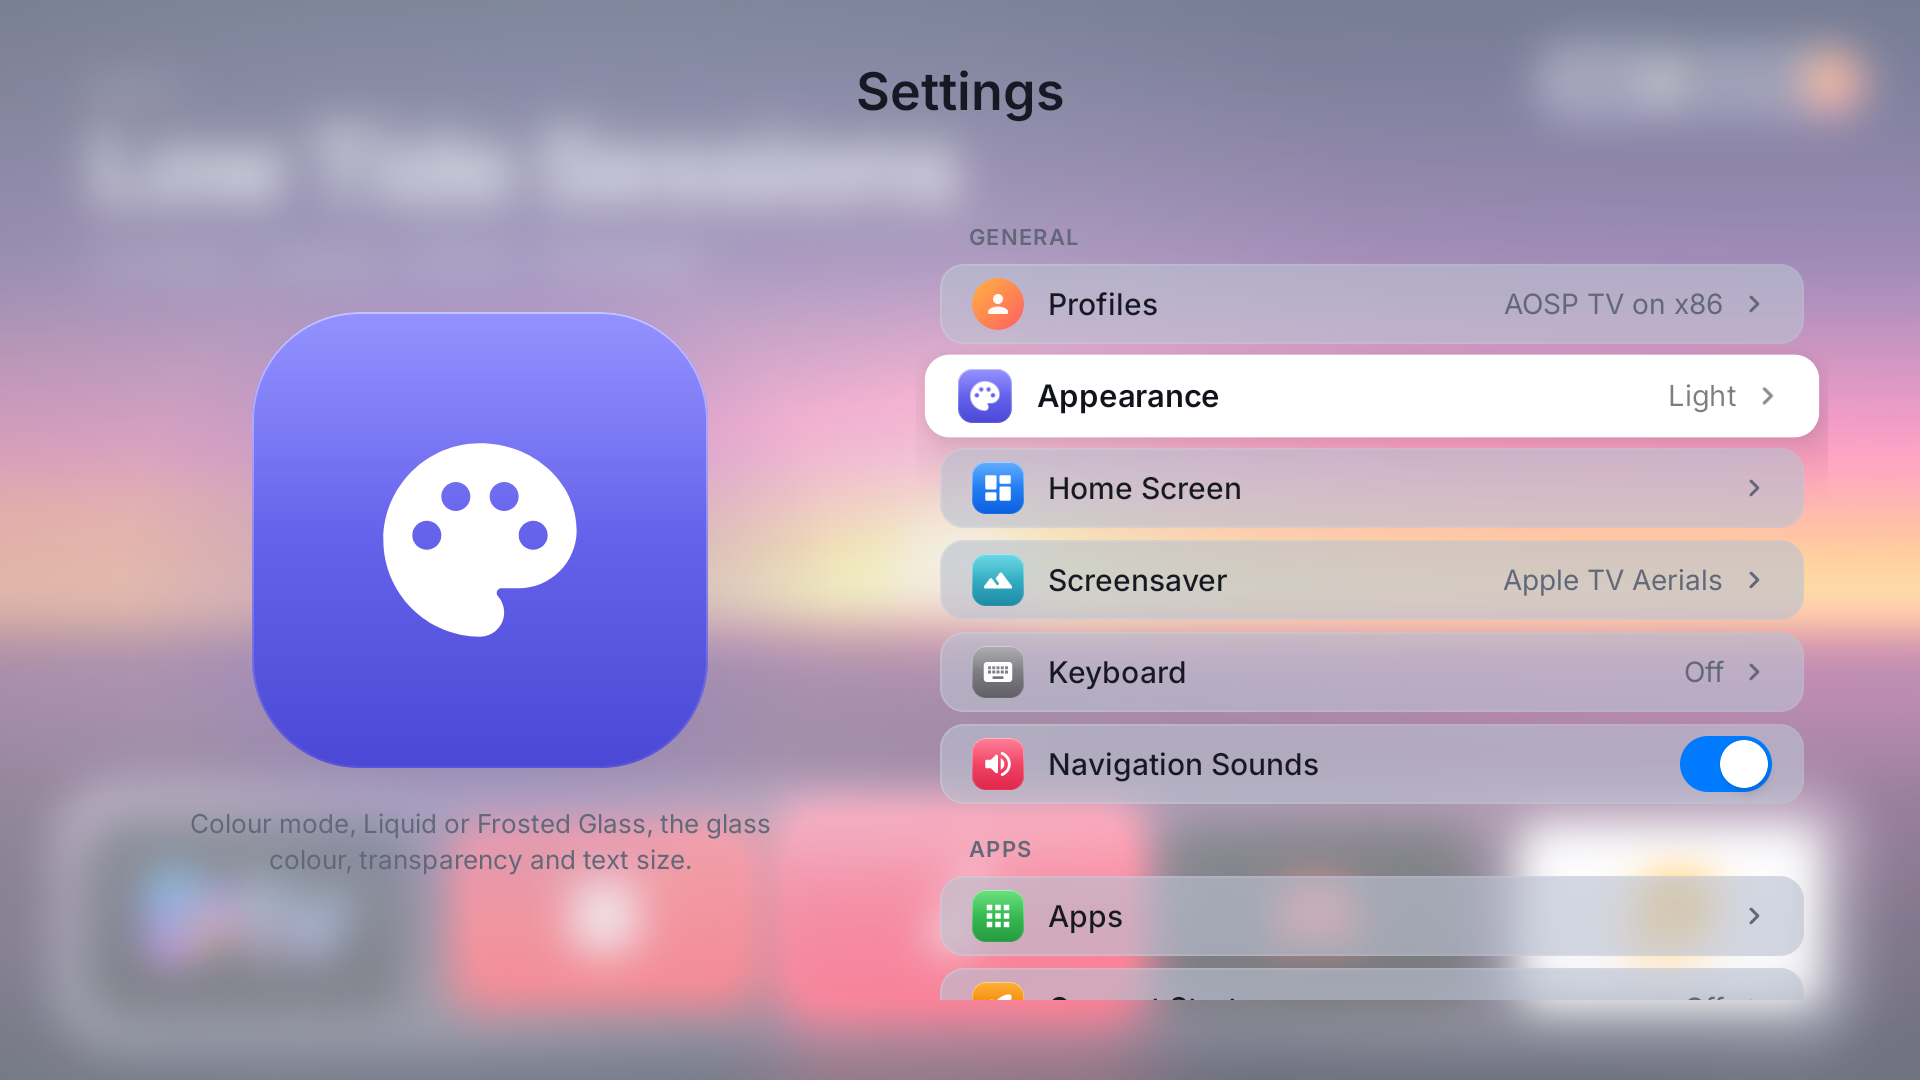 Settings
GENERAL
Profiles AOSP TV on x86
Appearance Light
Home Screen
Screensaver Apple TV Aerials
Keyboard Off
Navigation Sounds
Colour mode, Liquid or Frosted Glass, the glass
colour, transparency and text size.
APPS
Apps